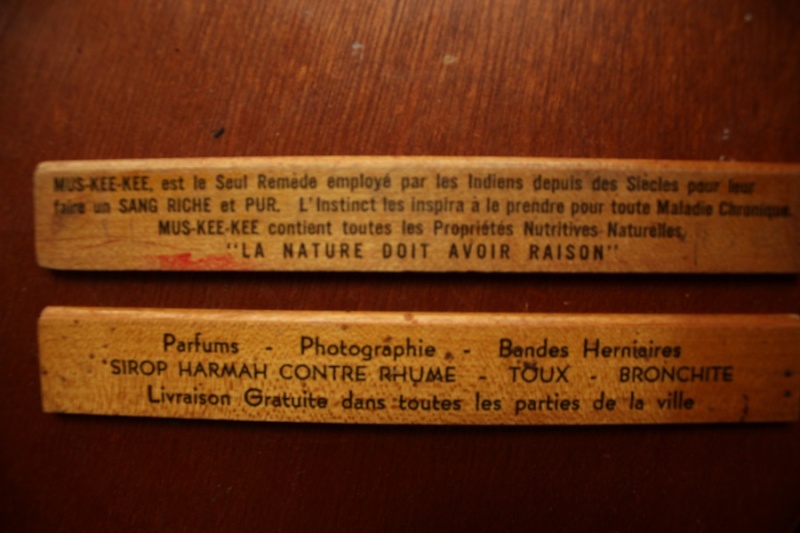 MUS-KEE-KEE, est le Seul Remède employé par les Indiens depuis des Siècles pour leur
faire un SANG RICHE et PUR. L'Instinct les inspira à le prendre pour toute Maladie Chronique.
MUS-KEE-KEE contient toutes les Propriétés Nutritives Naturelles.
"LA NATURE DOIT AVOIR RAISON"
Parfums - Photographie - Bandes Herniaires
SIROP HARMAH CONTRE RHUME - TOUX - BRONCHITE
Livraison Gratuite dans toutes les parties de la ville